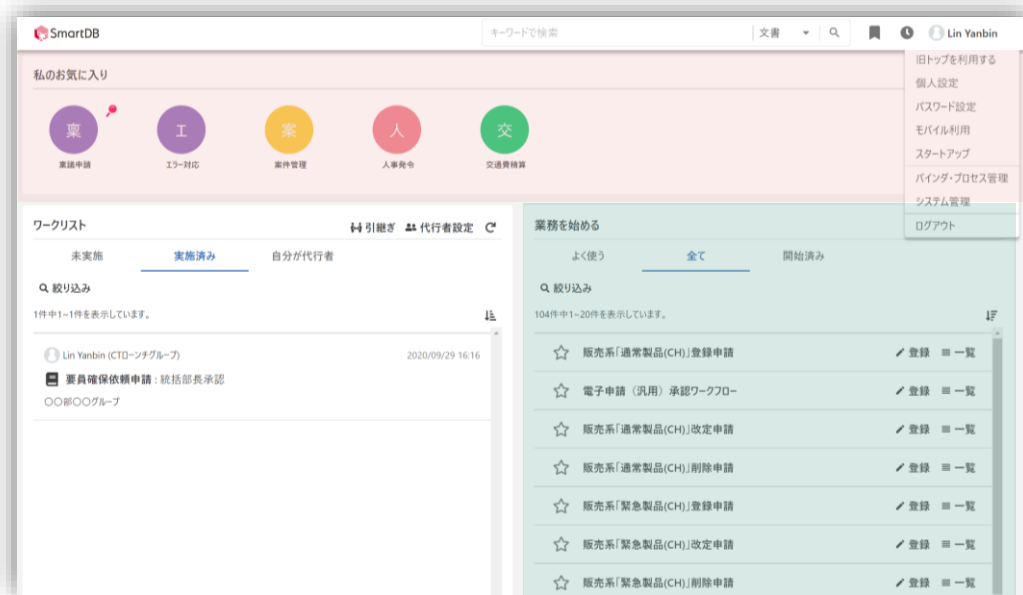 SmartDB
キーワードで検索
文書
Lin Yanbin
旧トップを利用する
個人設定
パスワード設定
モバイル利用
スタートアップ
バインダ・プロセス管理
システム管理
ログアウト
私のお気に入り
稟 エ 案 人 交
稟議申請 エラー対応 案件管理 人事発令 交通費精算
ワークリスト 引継ぎ 代行者設定
未実施 実施済み 自分が代行者
絞り込み
1件中1~1件を表示しています。
Lin Yanbin (CTローンチグループ) 2020/09/29 16:16
要員確保依頼申請 : 統括部長承認
〇〇部〇〇グループ
業務を始める
よく使う 全て 開始済み
絞り込み
104件中1~20件を表示しています。
販売系「通常製品(CH)」登録申請 登録 一覧
電子申請（汎用）承認ワークフロー 登録 一覧
販売系「通常製品(CH)」改定申請 登録 一覧
販売系「通常製品(CH)」削除申請 登録 一覧
販売系「緊急製品(CH)」登録申請 登録 一覧
販売系「緊急製品(CH)」改定申請 登録 一覧
販売系「緊急製品(CH)」削除申請 登録 一覧